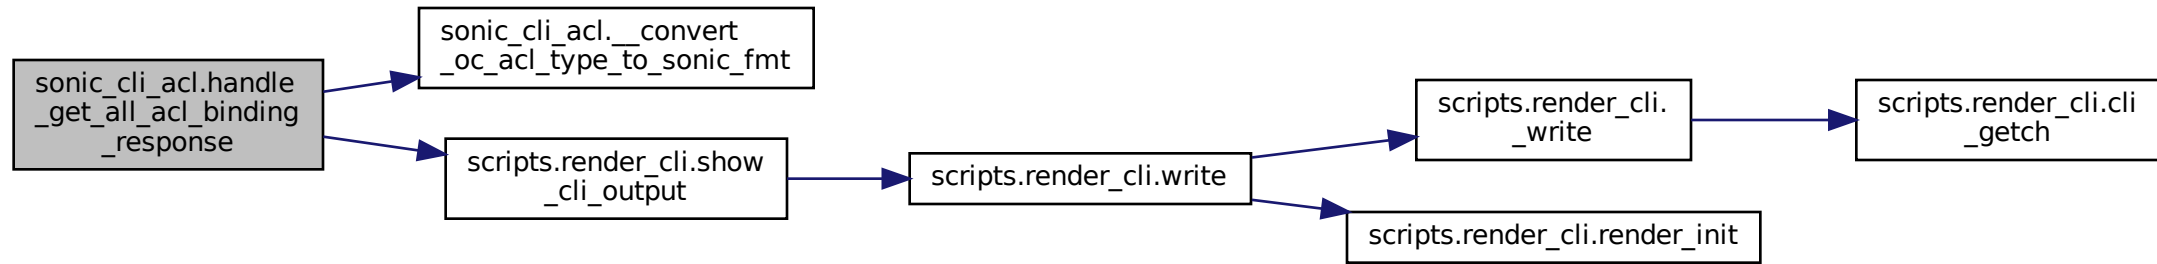 sonic_cli_acl.handle
_get_all_acl_binding
_response
sonic_cli_acl.__convert
_oc_acl_type_to_sonic_fmt
scripts.render_cli.show
_cli_output
scripts.render_cli.write
scripts.render_cli.
_write
scripts.render_cli.render_init
scripts.render_cli.cli
_getch